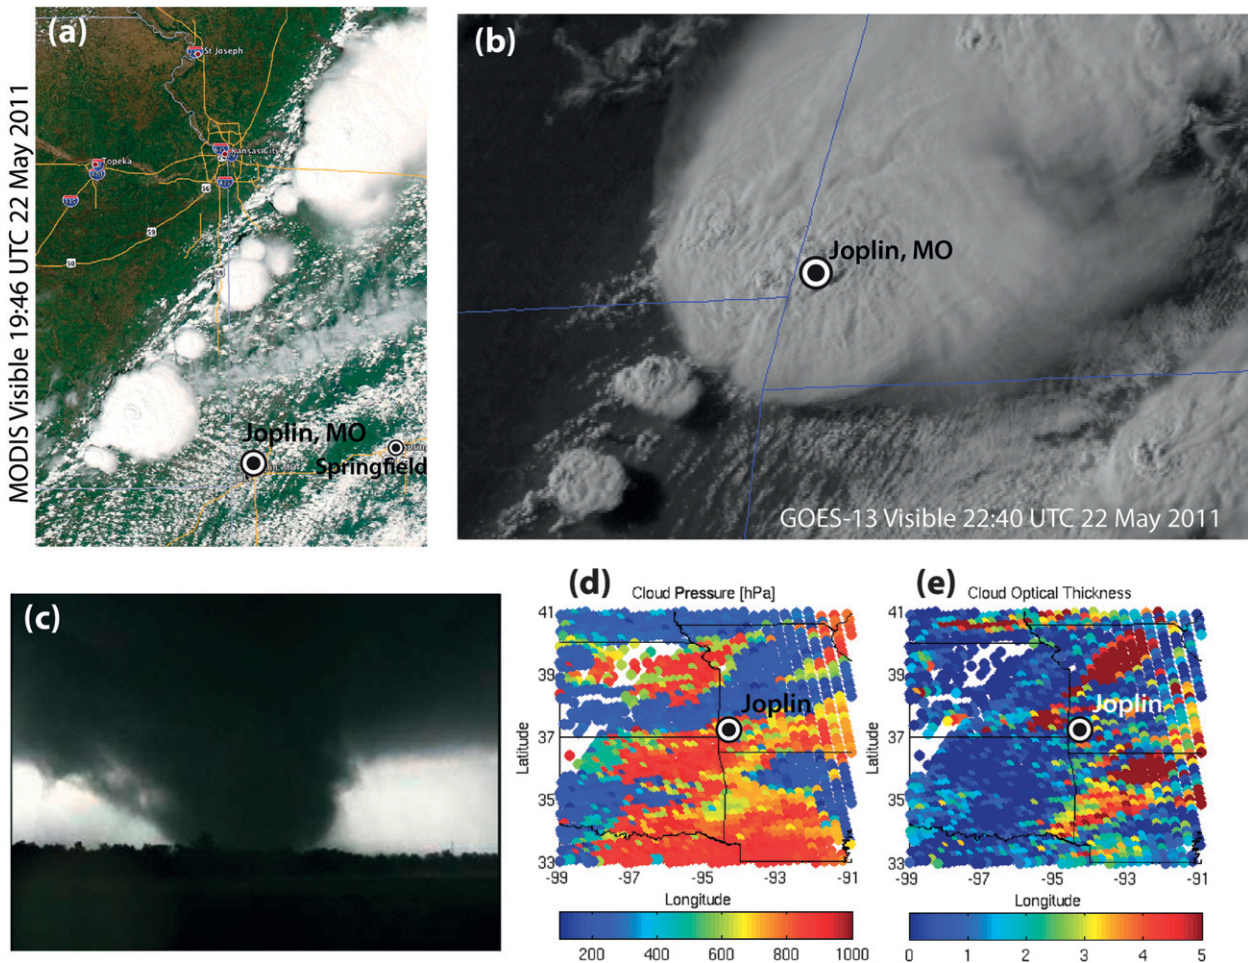 MODIS Visible 19:46 UTC 22 May 2011
(a)
St Joseph
Kansas City
Topeka
50
59
69
Joplin, MO
Springfield
(b)
Joplin, MO
GOES-13 Visible 22:40 UTC 22 May 2011
(c)
(d)
Cloud Pressure [hPa]
Latitude
41
39
37
35
33
Joplin
-99 -97 -95 -93 -91
Longitude
200 400 600 800 1000
(e)
Cloud Optical Thickness
Latitude
41
39
37
35
33
Joplin
-99 -97 -95 -93 -91
Longitude
0 1 2 3 4 5